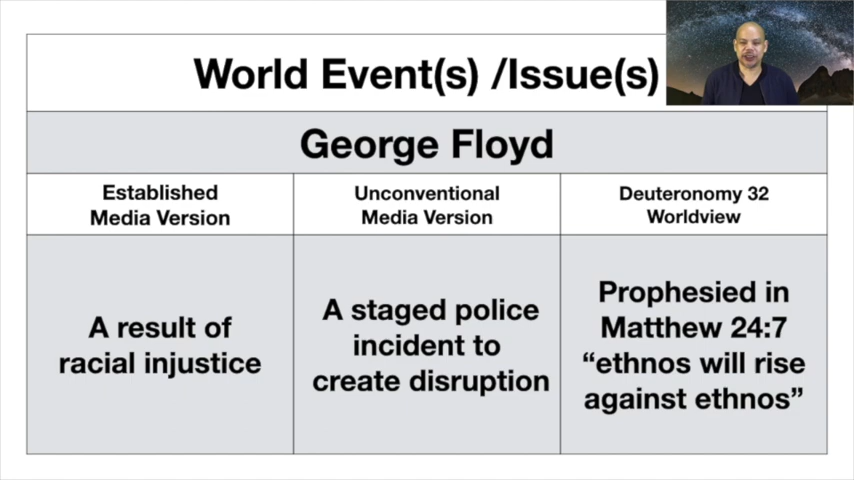 World Event(s) /Issue(s)
George Floyd
Established
Media Version
Unconventional
Media Version
Deuteronomy 32
Worldview
A result of
racial injustice
A staged police
incident to
create disruption
Prophesied in
Matthew 24:7
“ethnos will rise
against ethnos”